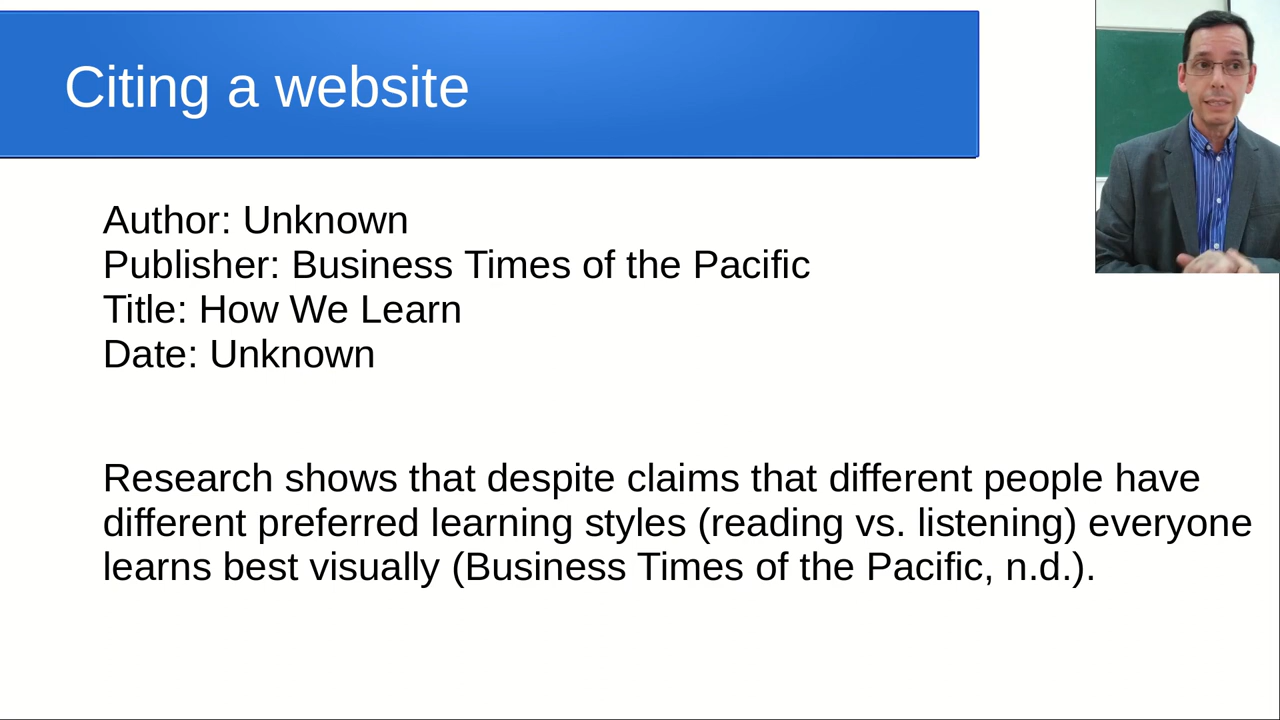 Citing a website
Author: Unknown
Publisher: Business Times of the Pacific
Title: How We Learn
Date: Unknown
Research shows that despite claims that different people have
different preferred learning styles (reading vs. listening) everyone
learns best visually (Business Times of the Pacific, n.d.).